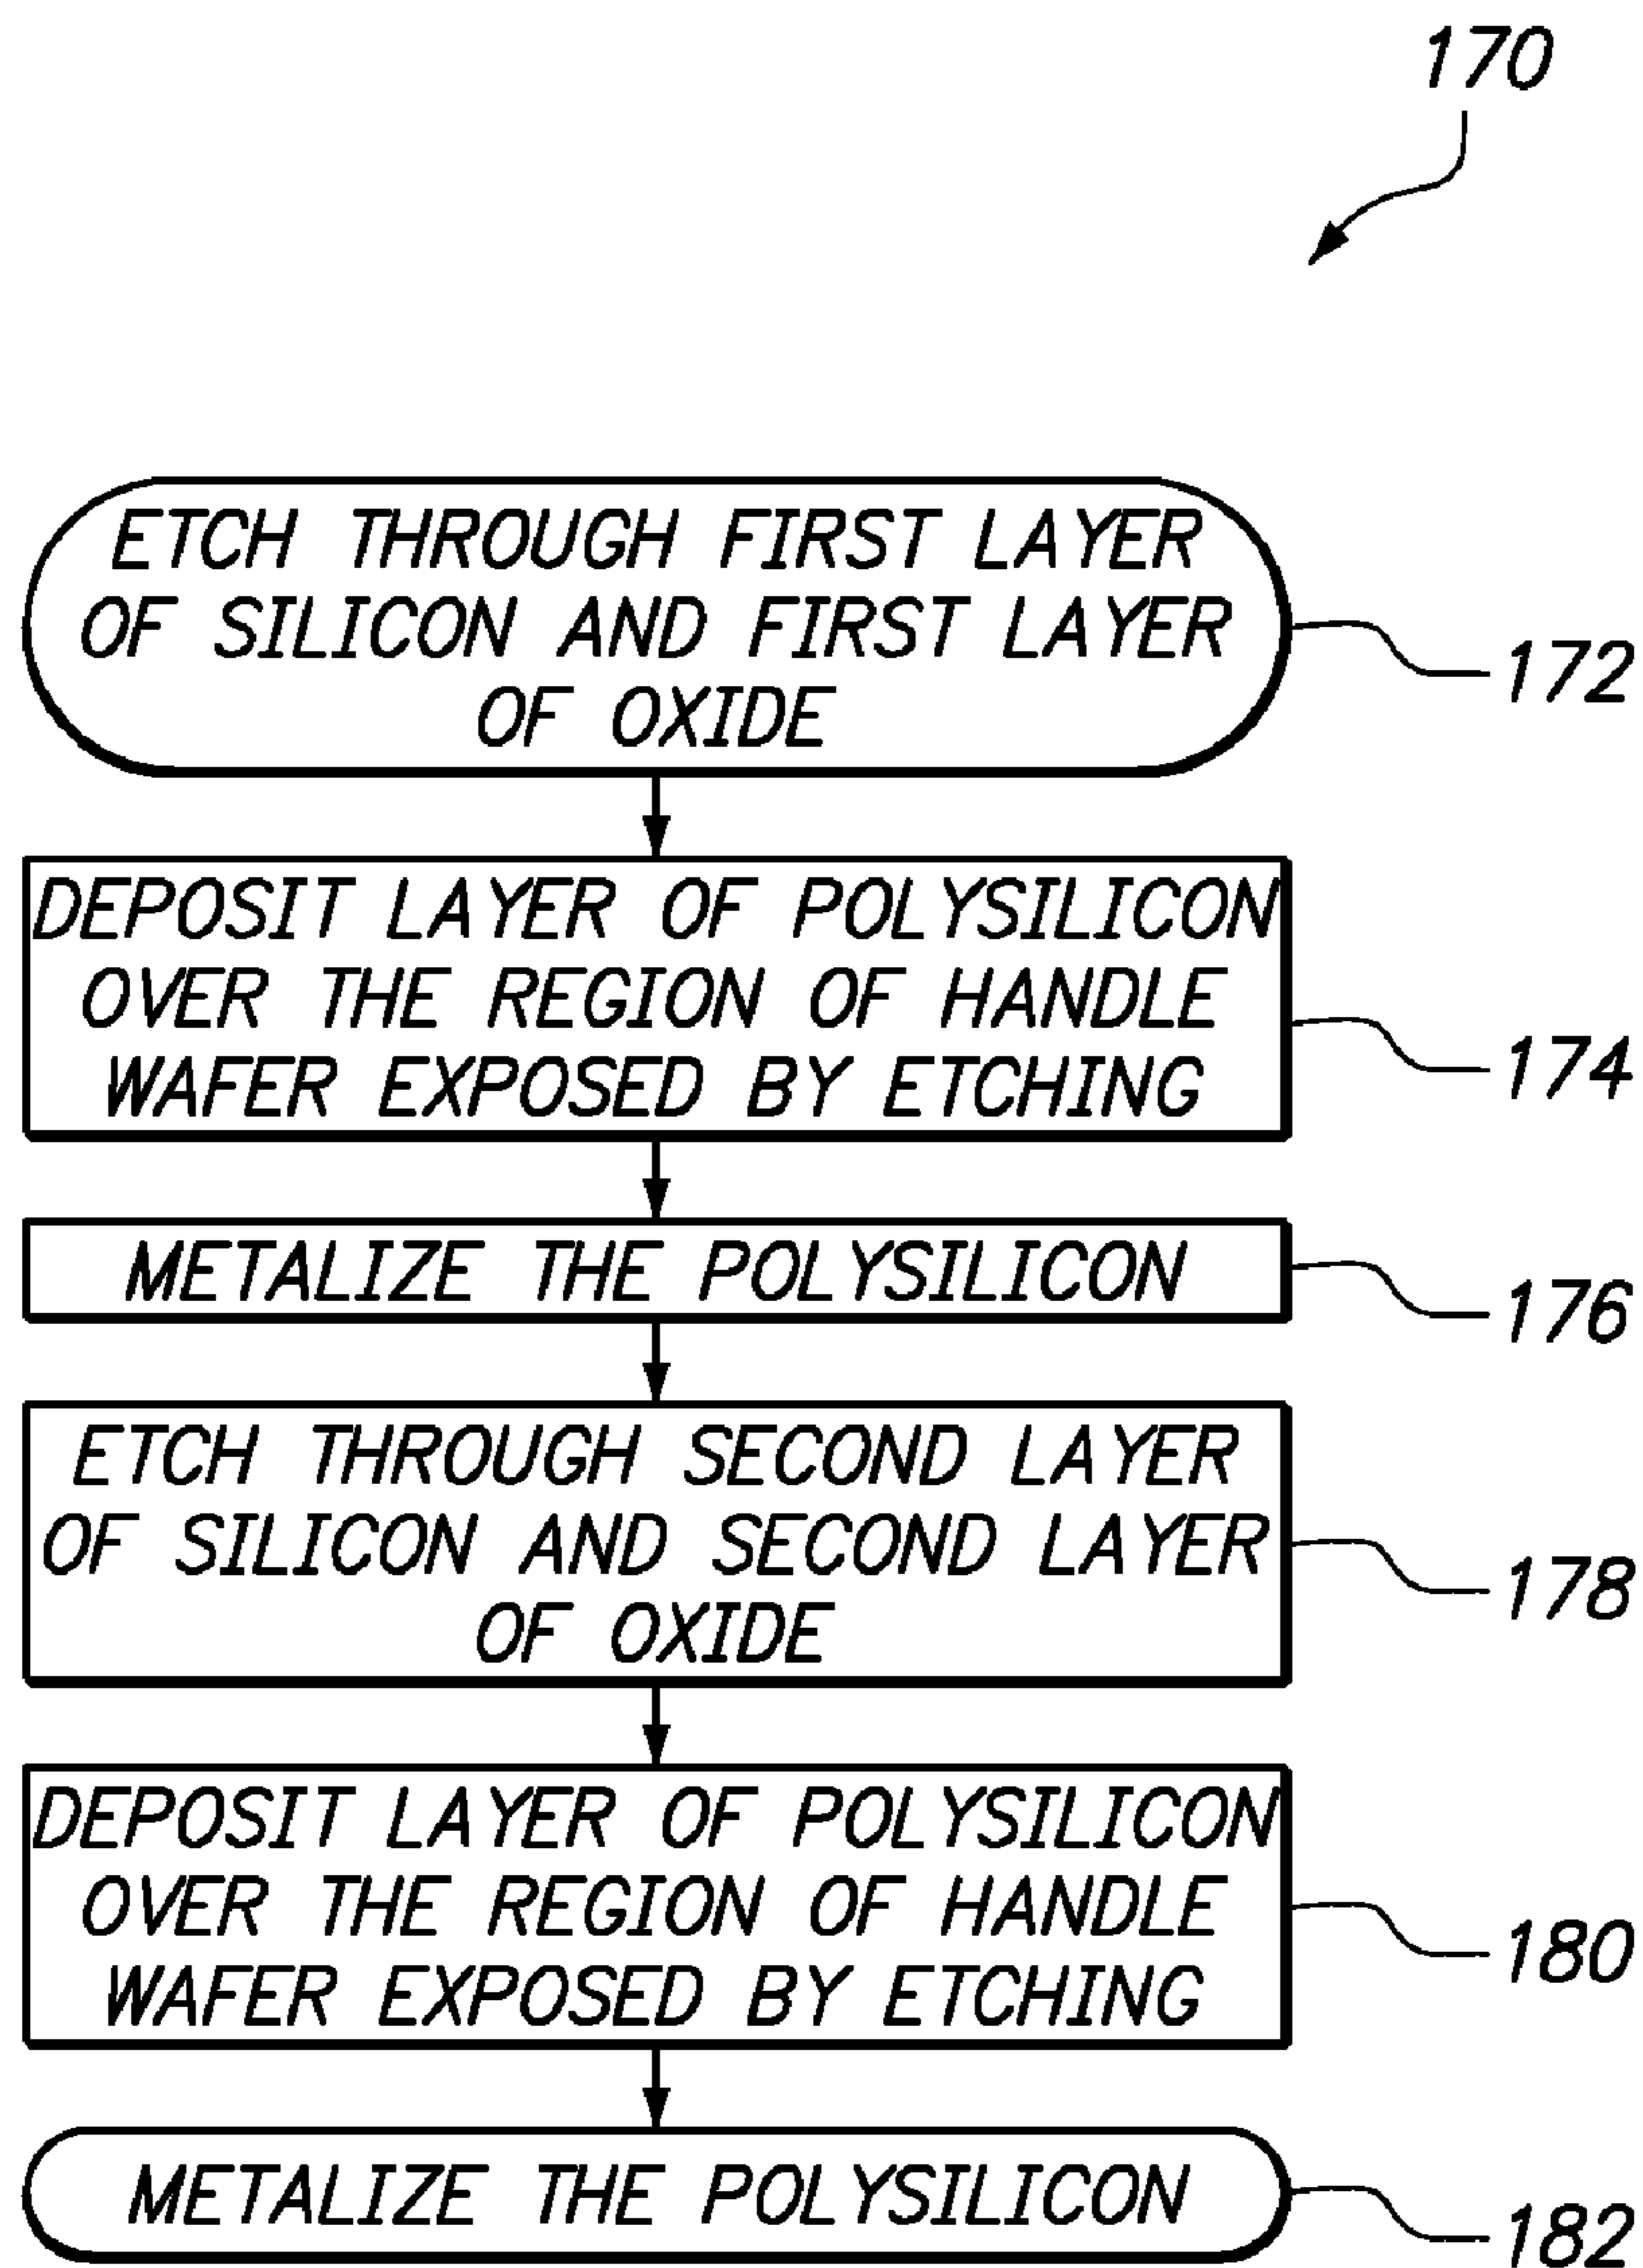 170
ETCH THROUGH FIRST LAYER
OF SILICON AND FIRST LAYER
OF OXIDE
172
DEPOSIT LAYER OF POLYSILICON
OVER THE REGION OF HANDLE
WAFER EXPOSED BY ETCHING
174
METALIZE THE POLYSILICON
176
ETCH THROUGH SECOND LAYER
OF SILICON AND SECOND LAYER
OF OXIDE
178
DEPOSIT LAYER OF POLYSILICON
OVER THE REGION OF HANDLE
WAFER EXPOSED BY ETCHING
180
METALIZE THE POLYSILICON
182